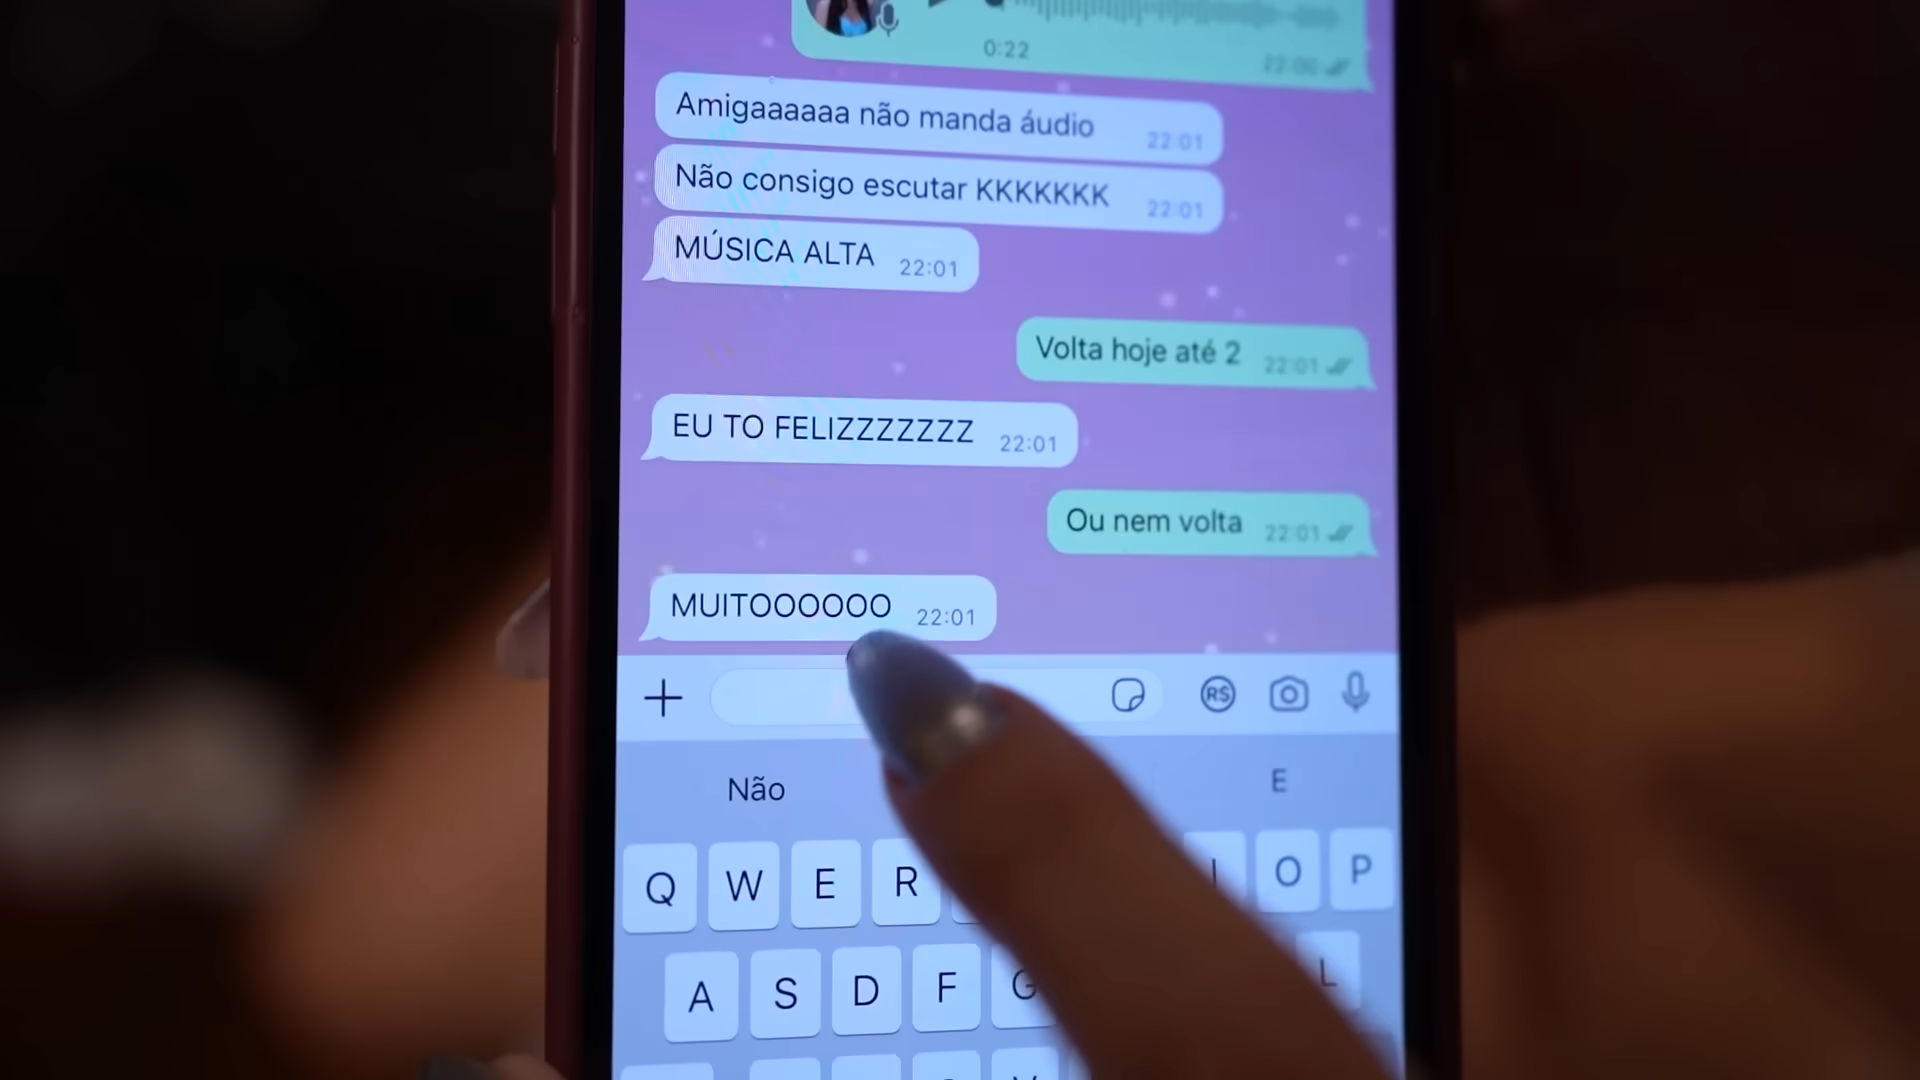 0:22
22:00
Amigaaaaaa não manda áudio 22:01
Não consigo escutar KKKKKKK 22:01
MÚSICA ALTA 22:01
Volta hoje até 2 22:01
EU TO FELIZZZZZZZ 22:01
Ou nem volta 22:01
MUITOOOOOO 22:01
R$
Não E
Q W E R I O P
A S D F G L